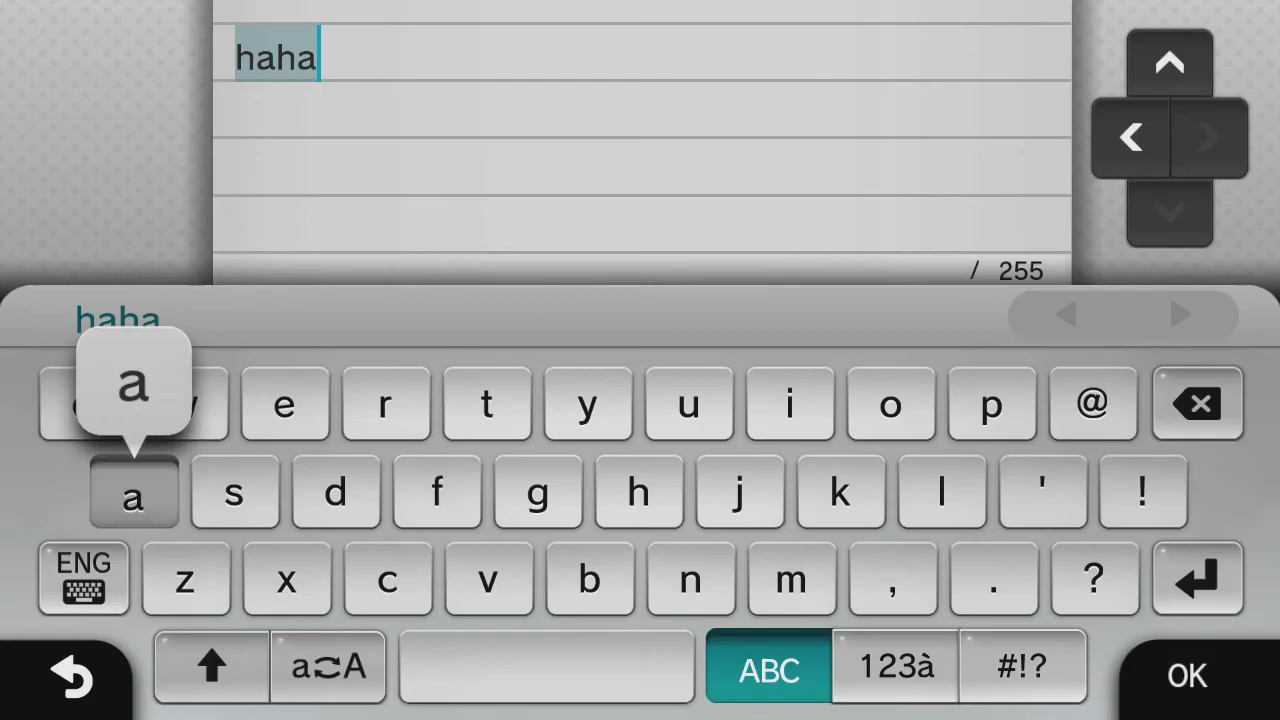 haha
/ 255
haha
a
e r t y u i o p @
a s d f g h j k l ' !
ENG z x c v b n m , . ?
a A ABC 123à #!? OK